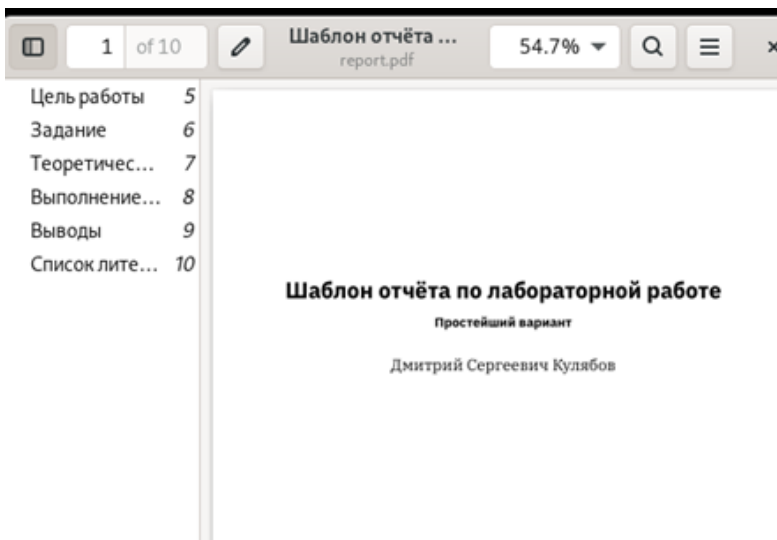 1 of 10
Шаблон отчёта ...
report.pdf
54.7%
Цель работы 5
Задание 6
Теоретичес... 7
Выполнение... 8
Выводы 9
Список лите... 10
Шаблон отчёта по лабораторной работе
Простейший вариант
Дмитрий Сергеевич Кулябов